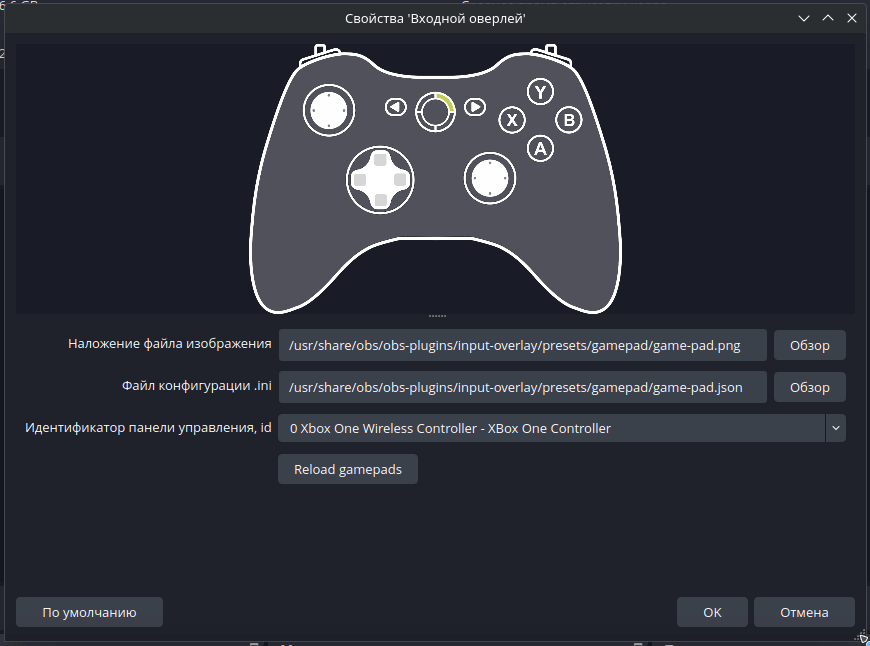 Свойства 'Входной оверлей'
Y
X
B
A
Наложение файла изображения
/usr/share/obs/obs-plugins/input-overlay/presets/gamepad/game-pad.png
Обзор
Файл конфигурации .ini
/usr/share/obs/obs-plugins/input-overlay/presets/gamepad/game-pad.json
Обзор
Идентификатор панели управления, id
0 Xbox One Wireless Controller - XBox One Controller
Reload gamepads
По умолчанию
OK
Отмена